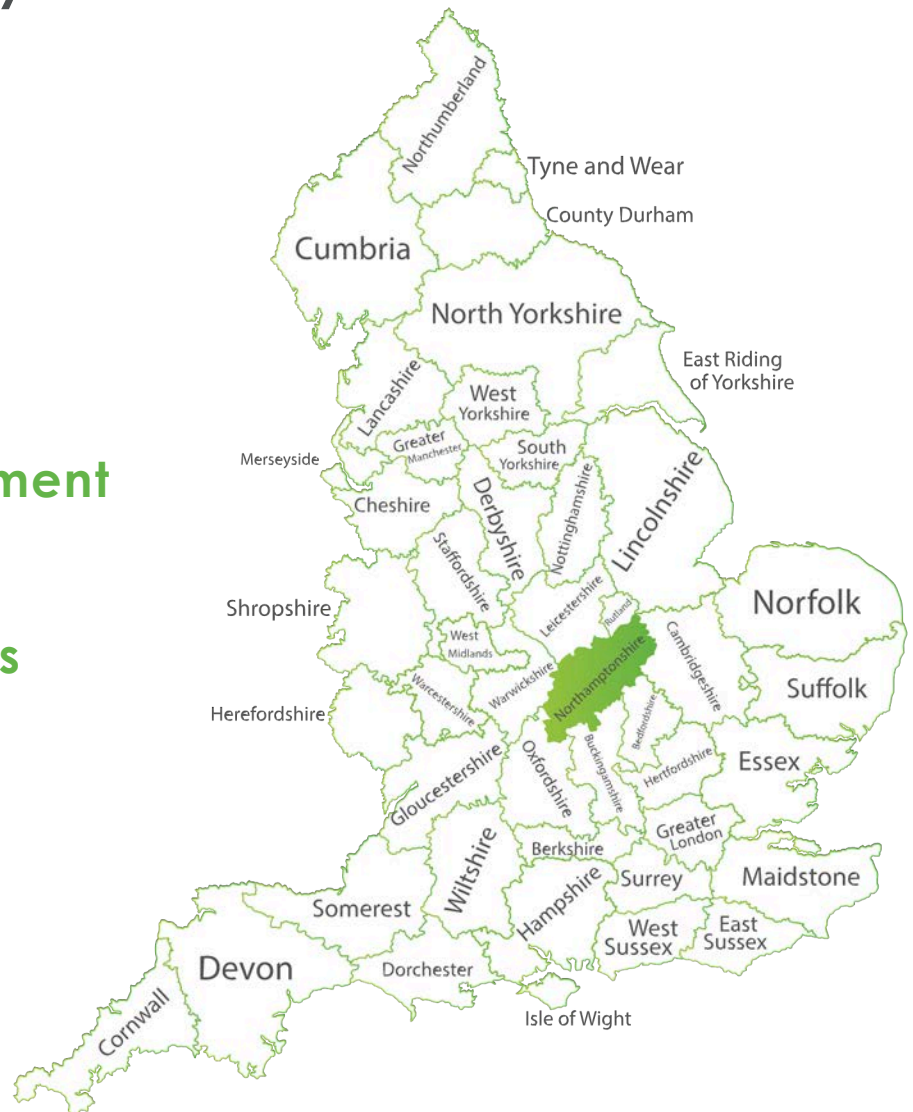 y
Northumberland
Tyne and Wear
County Durham
Cumbria
North Yorkshire
East Riding
of Yorkshire
Lancashire
West
Yorkshire
Greater
Manchester
South
Yorkshire
Merseyside
ment
Cheshire
Derbyshire
Nottinghamshire
Lincolnshire
Staffordshire
Leicestershire
Rutland
Norfolk
Shropshire
West
Midlands
s
Northamptonshire
Cambridgeshire
Suffolk
Warcestershire
Warwickshire
Bedfordshire
Herefordshire
Gloucestershire
Oxfordshire
Buckingamshire
Hertfordshire
Essex
Greater
London
Wiltshire
Berkshire
Hampshire
Surrey
Maidstone
Somerest
West
Sussex
East
Sussex
Devon
Dorchester
Cornwall
Isle of Wight